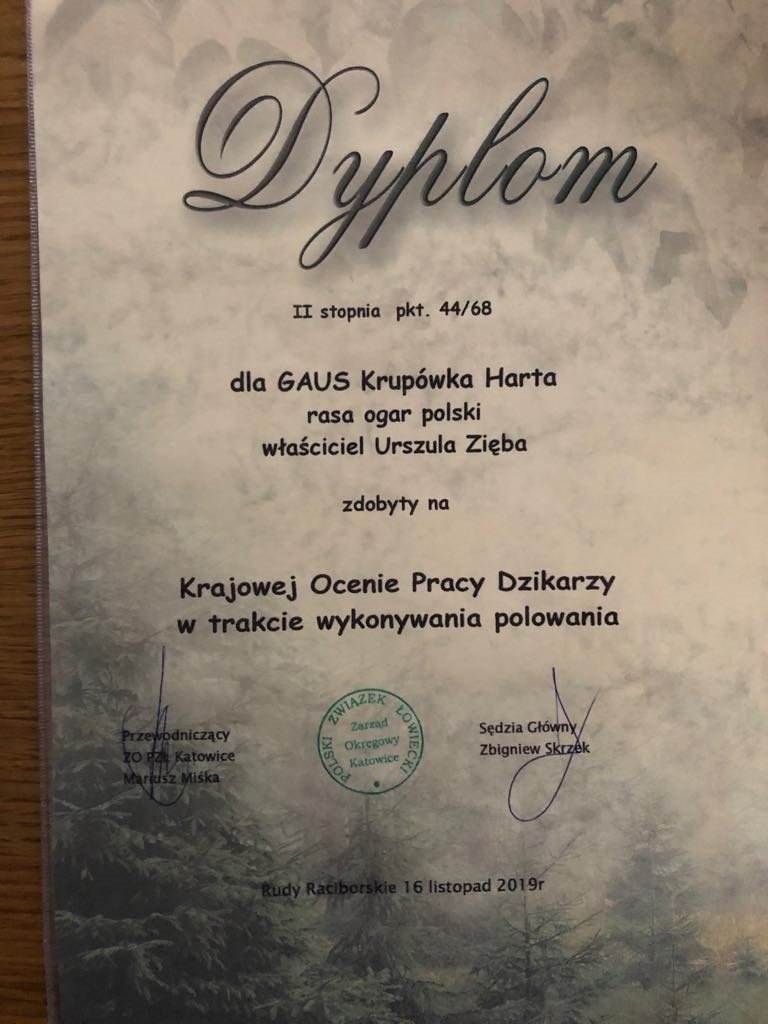 Dyplom
II stopnia pkt. 44/68
dla GAUS Krupówka Harta
rasa ogar polski
właściciel Urszula Zięba
zdobyty na
Krajowej Ocenie Pracy Dzikarzy
w trakcie wykonywania polowania
Przewodniczący
ZO PZŁ Katowice
Mariusz Miśka
POLSKI ZWIĄZEK ŁOWIECKI
Zarząd
Okręgowy
Katowice
Sędzia Główny
Zbigniew Skrzek
Rudy Raciborskie 16 listopad 2019r